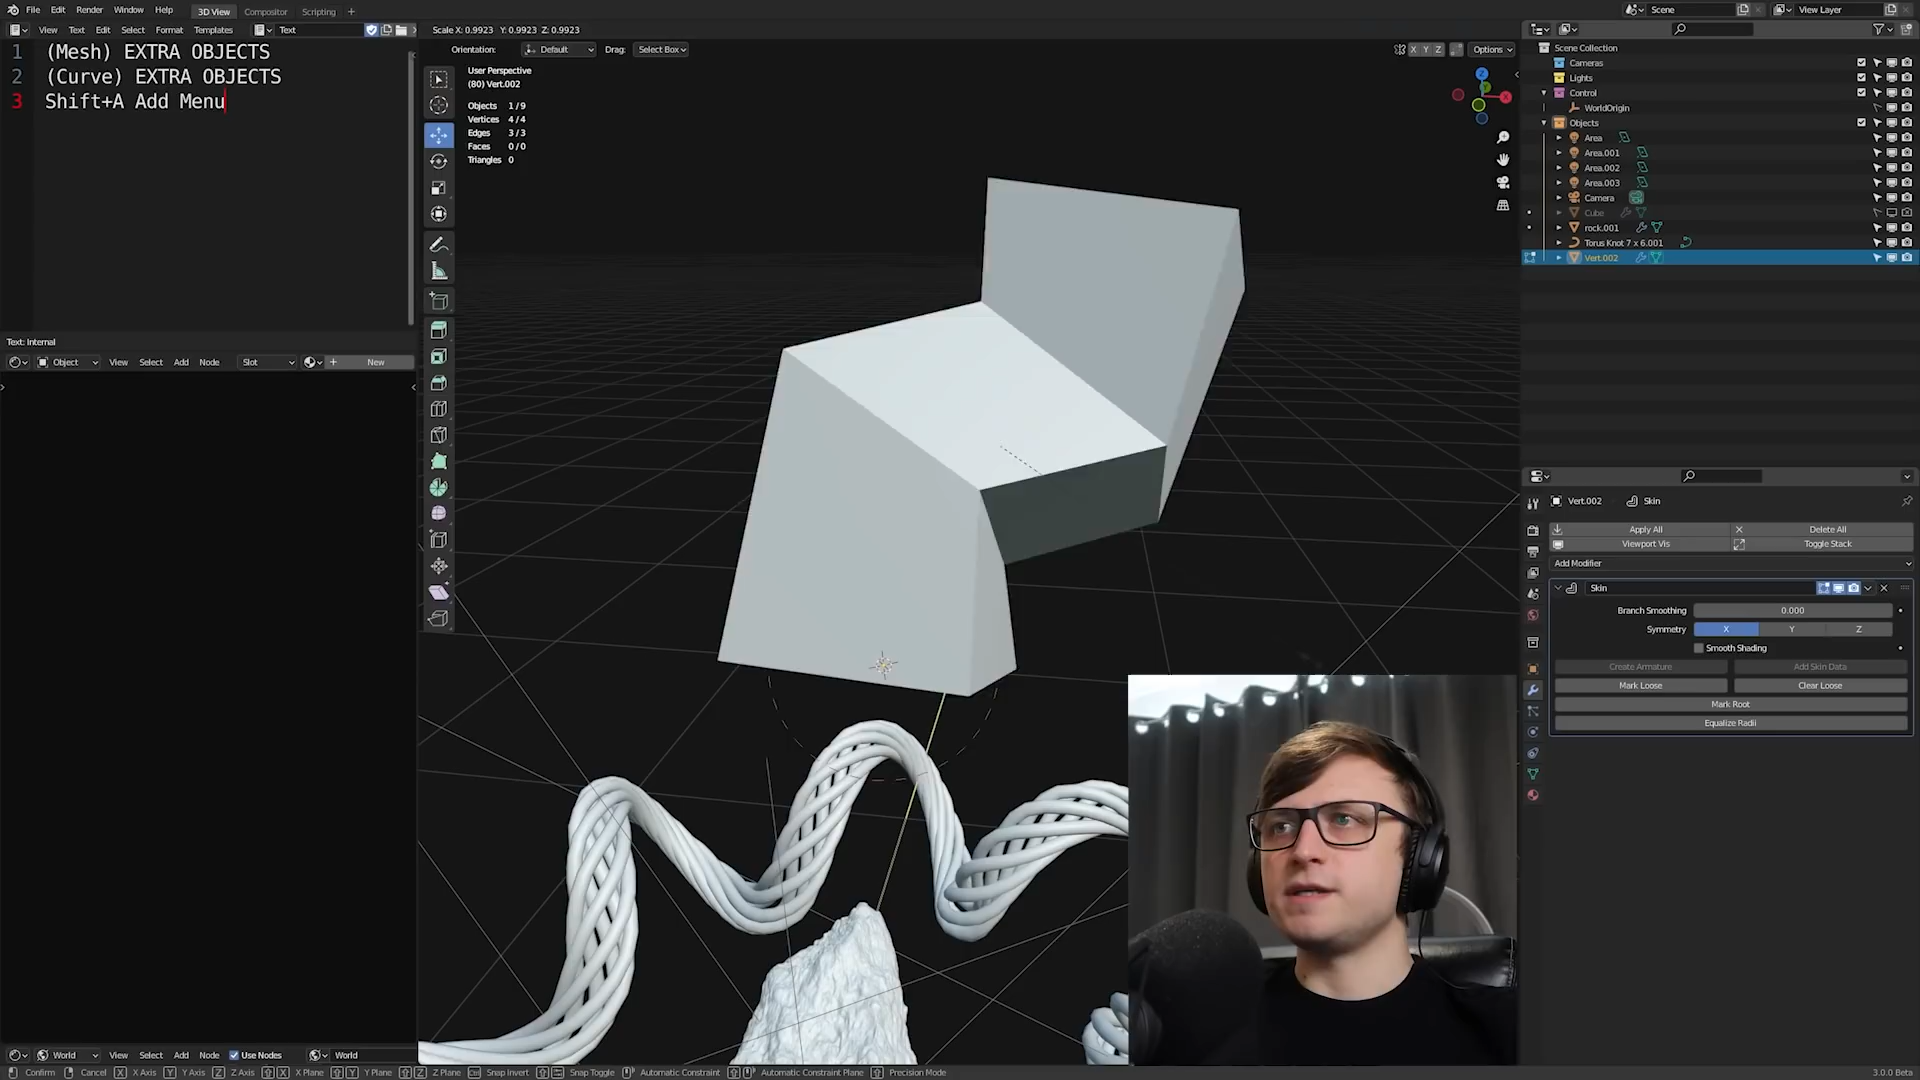 File Edit Render Window Help 3D View Compositor Scripting + Scene View Layer
View Text Edit Select Format Templates Text
Scale X: 0.9923 Y: 0.9923 Z: 0.9923
Orientation: Default Drag: Select Box X Y Z Options
1 (Mesh) EXTRA OBJECTS
2 (Curve) EXTRA OBJECTS
3 Shift+A Add Menu
User Perspective
(80) Vert.002
Objects 1/9
Vertices 4/4
Edges 3/3
Faces 0/0
Triangles 0
Z
X
Scene Collection
Cameras
Lights
Control
WorldOrigin
Objects
Area
Area.001
Area.002
Area.003
Camera
Cube
rock.001
Torus Knot 7 x 6.001
Vert.002
Text: Internal
Object View Select Add Node Slot + New
Vert.002 Skin
Apply All Delete All
Viewport Vis Toggle Stack
Add Modifier
Skin
Branch Smoothing 0.000
Symmetry X Y Z
Smooth Shading
Create Armature Add Skin Data
Mark Loose Clear Loose
Mark Root
Equalize Radii
World View Select Add Node Use Nodes World
Confirm Cancel X X Axis Y Y Axis Z Z Axis X X Plane Y Y Plane Z Z Plane Snap Invert Snap Toggle Automatic Constraint Automatic Constraint Plane Precision Mode 3.0.0 Beta